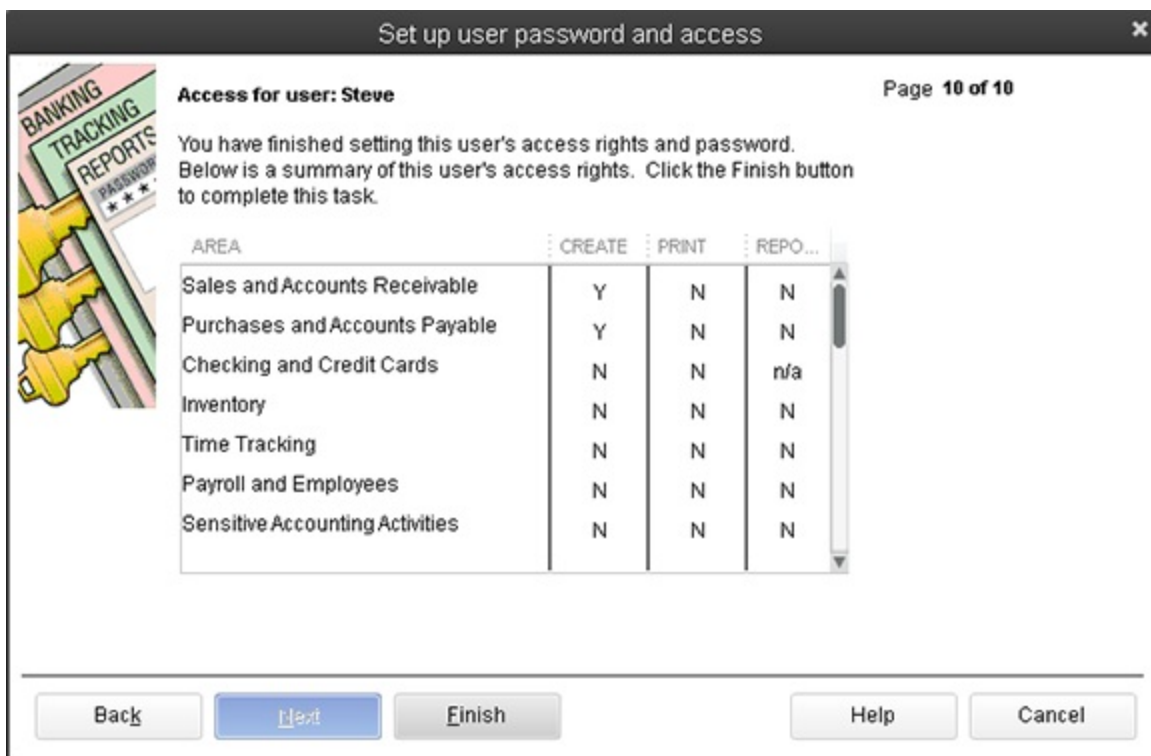 Set up user password and access
BANKING
TRACKING
REPORTS
PASSWOR
* * * *
Access for user: Steve
Page 10 of 10
You have finished setting this user's access rights and password.
Below is a summary of this user's access rights. Click the Finish button
to complete this task.
AREA CREATE PRINT REPO...
Sales and Accounts Receivable Y N N
Purchases and Accounts Payable Y N N
Checking and Credit Cards N N n/a
Inventory N N N
Time Tracking N N N
Payroll and Employees N N N
Sensitive Accounting Activities N N N
Back Next Finish Help Cancel